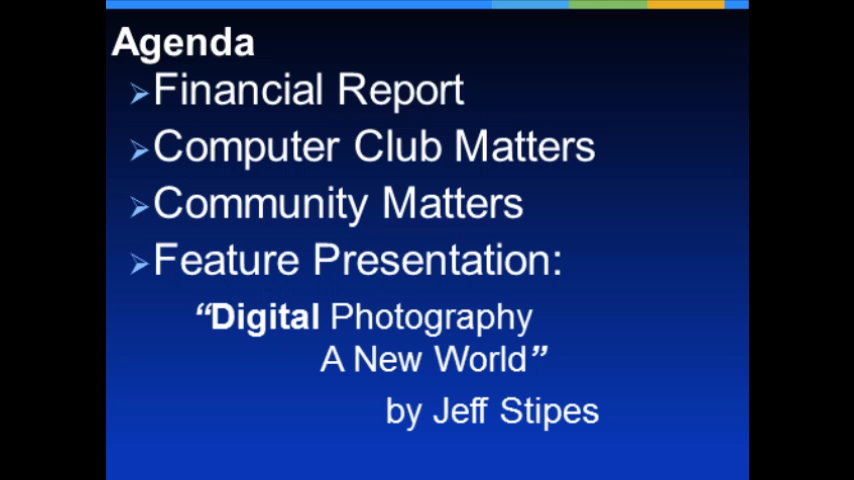 Agenda
Financial Report
Computer Club Matters
Community Matters
Feature Presentation:
“Digital Photography
A New World”
by Jeff Stipes